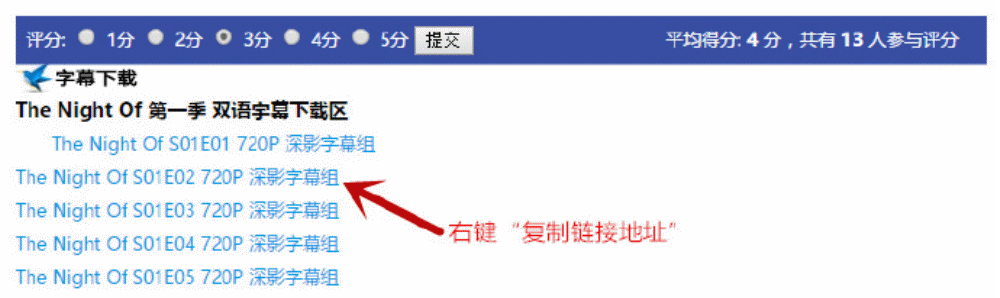 评分: 1分 2分 3分 4分 5分 提交 平均得分: 4 分，共有 13 人参与评分
字幕下载
The Night Of 第一季 双语字幕下载区
The Night Of S01E01 720P 深影字幕组
The Night Of S01E02 720P 深影字幕组
The Night Of S01E03 720P 深影字幕组
右键“复制链接地址”
The Night Of S01E04 720P 深影字幕组
The Night Of S01E05 720P 深影字幕组